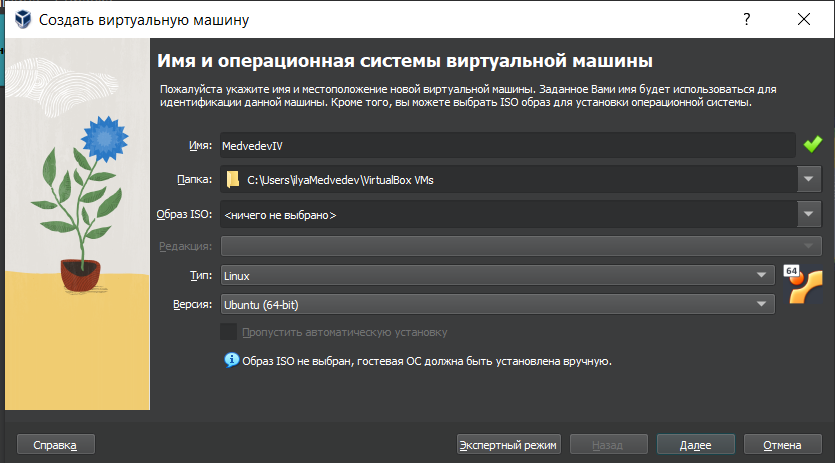 Создать виртуальную машину
?
Имя и операционная системы виртуальной машины
Пожалуйста укажите имя и местоположение новой виртуальной машины. Заданное Вами имя будет использоваться для
идентификации данной машины. Кроме того, вы можете выбрать ISO образ для установки операционной системы.
Имя: MedvedevIV
Папка: C:\Users\ilyaMedvedev\VirtualBox VMs
Образ ISO: <ничего не выбрано>
Редакция:
Тип: Linux
64
Версия: Ubuntu (64-bit)
Пропустить автоматическую установку
Образ ISO не выбран, гостевая ОС должна быть установлена вручную.
Справка Экспертный режим Назад Далее Отмена